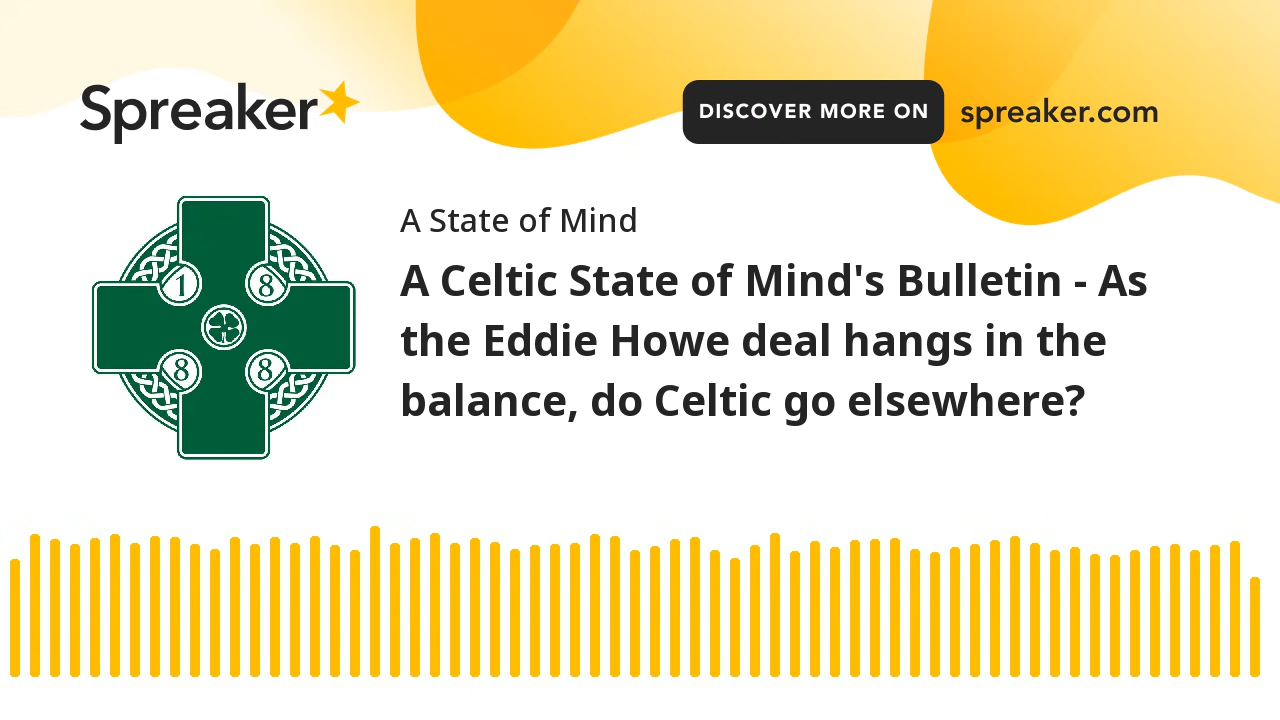 Spreaker
DISCOVER MORE ON spreaker.com
A State of Mind
A Celtic State of Mind's Bulletin - As
the Eddie Howe deal hangs in the
balance, do Celtic go elsewhere?
1 8
8 8